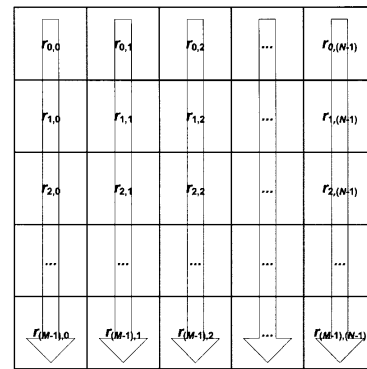 r0,0 r0,1 r0,2 ... r0,(N-1)
r1,0 r1,1 r1,2 ... r1,(N-1)
r2,0 r2,1 r2,2 ... r2,(N-1)
... ... ... ... ...
r(M-1),0 r(M-1),1 r(M-1),2 ... r(M-1),(N-1)